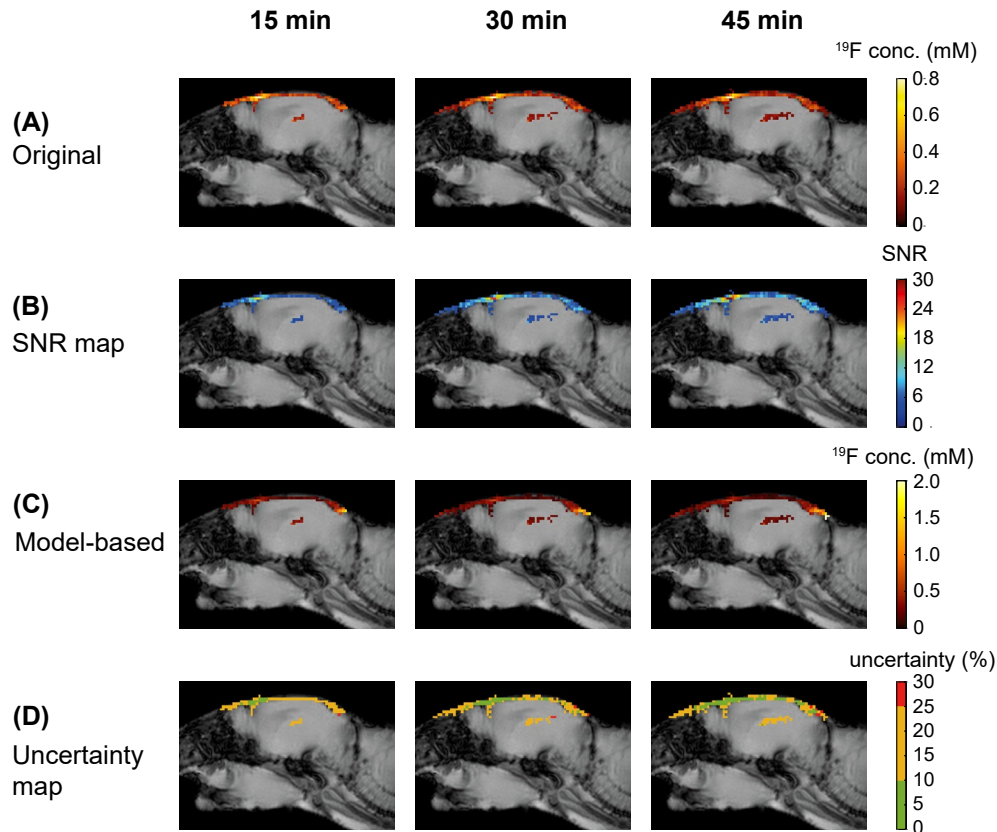 15 min 30 min 45 min
¹⁹F conc. (mM)
(A)
Original
0.8
0.6
0.4
0.2
0
SNR
(B)
SNR map
30
24
18
12
6
0
¹⁹F conc. (mM)
(C)
Model-based
2.0
1.5
1.0
0.5
0
uncertainty (%)
(D)
Uncertainty
map
30
25
20
15
10
5
0